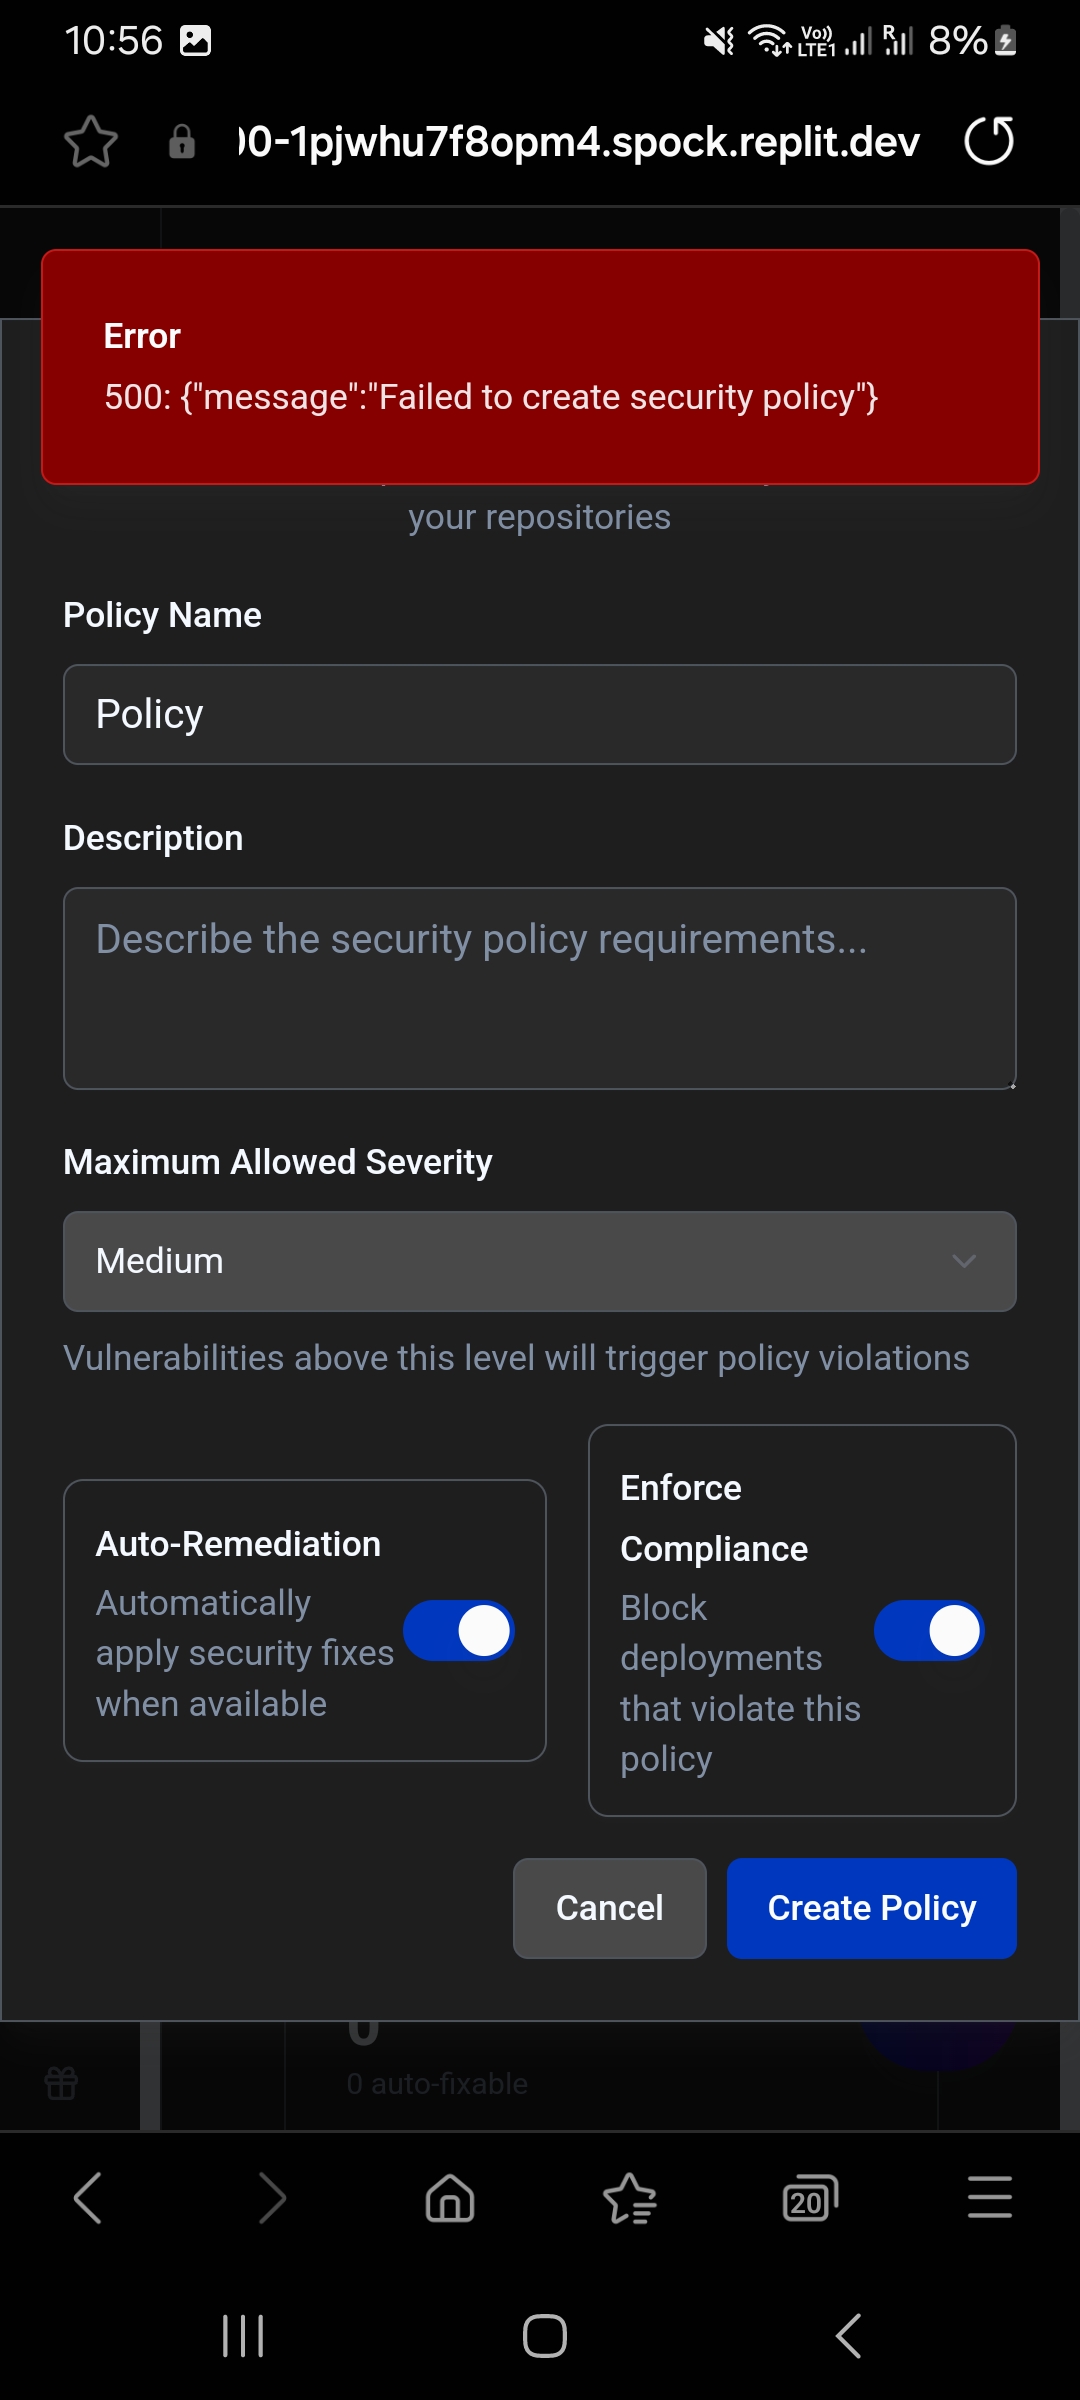 10:56
Vo))
LTE1
R
8%
00-1pjwhu7f8opm4.spock.replit.dev
Error
500: {"message":"Failed to create security policy"}
your repositories
Policy Name
Policy
Description
Describe the security policy requirements...
Maximum Allowed Severity
Medium
Vulnerabilities above this level will trigger policy violations
Auto-Remediation
Automatically
apply security fixes
when available
Enforce
Compliance
Block
deployments
that violate this
policy
Cancel
Create Policy
0
0 auto-fixable
20